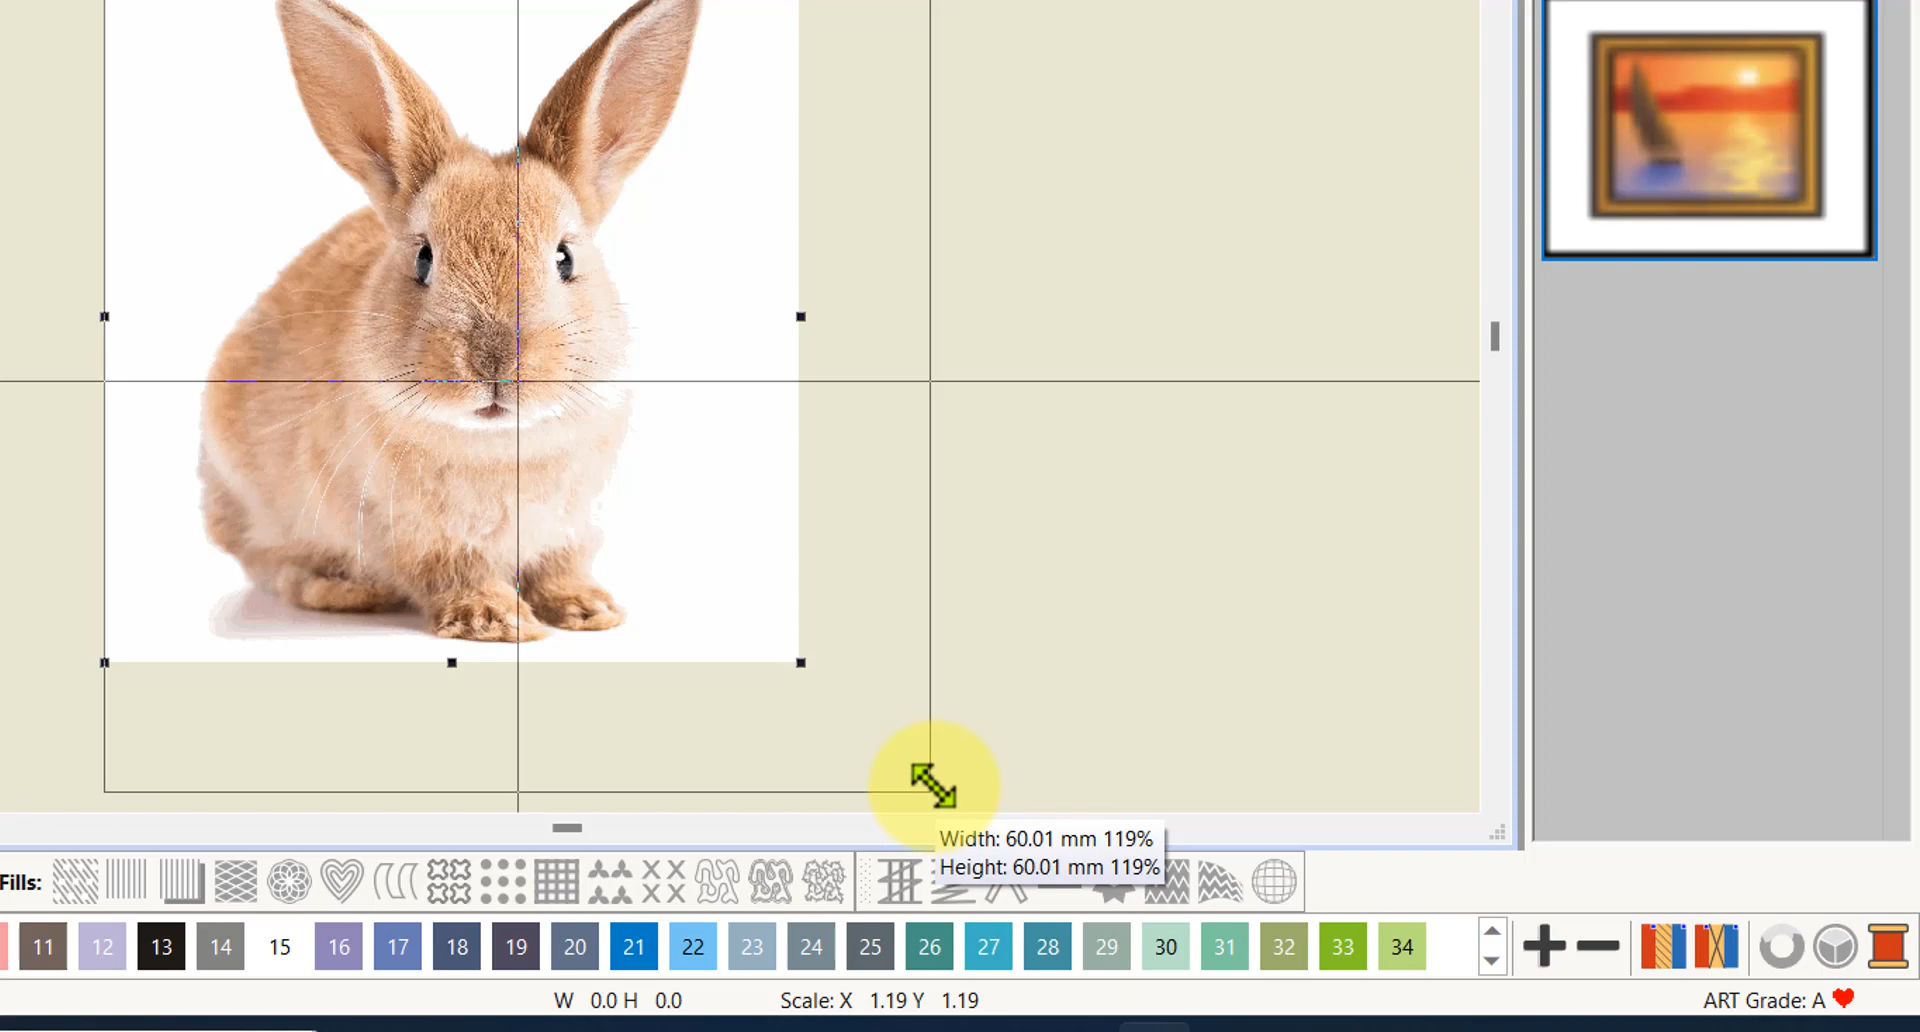 Width: 60.01 mm 119%
Height: 60.01 mm 119%
Fills:
11 12 13 14 15 16 17 18 19 20 21 22 23 24 25 26 27 28 29 30 31 32 33 34
W 0.0 H 0.0 Scale: X 1.19 Y 1.19 ART Grade: A